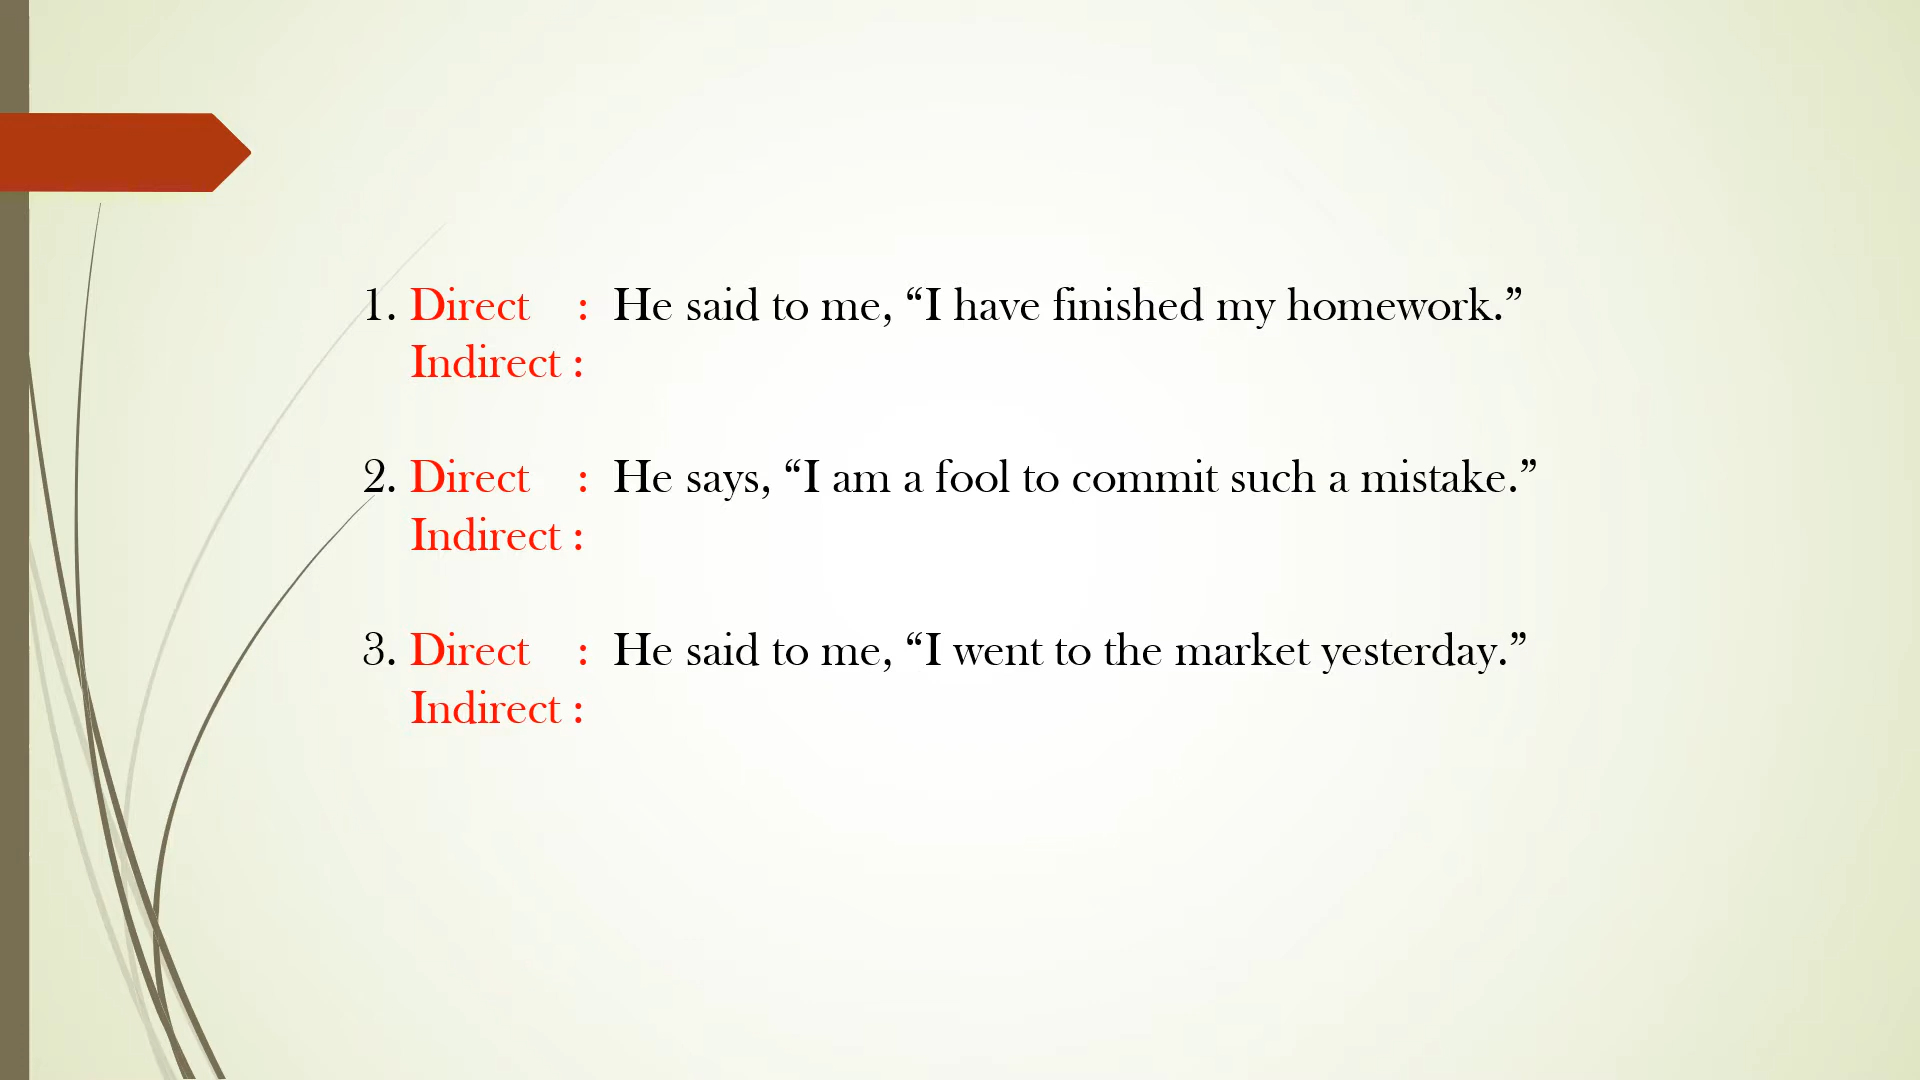 1. Direct : He said to me, “I have finished my homework.”
Indirect :
2. Direct : He says, “I am a fool to commit such a mistake.”
Indirect :
3. Direct : He said to me, “I went to the market yesterday.”
Indirect :